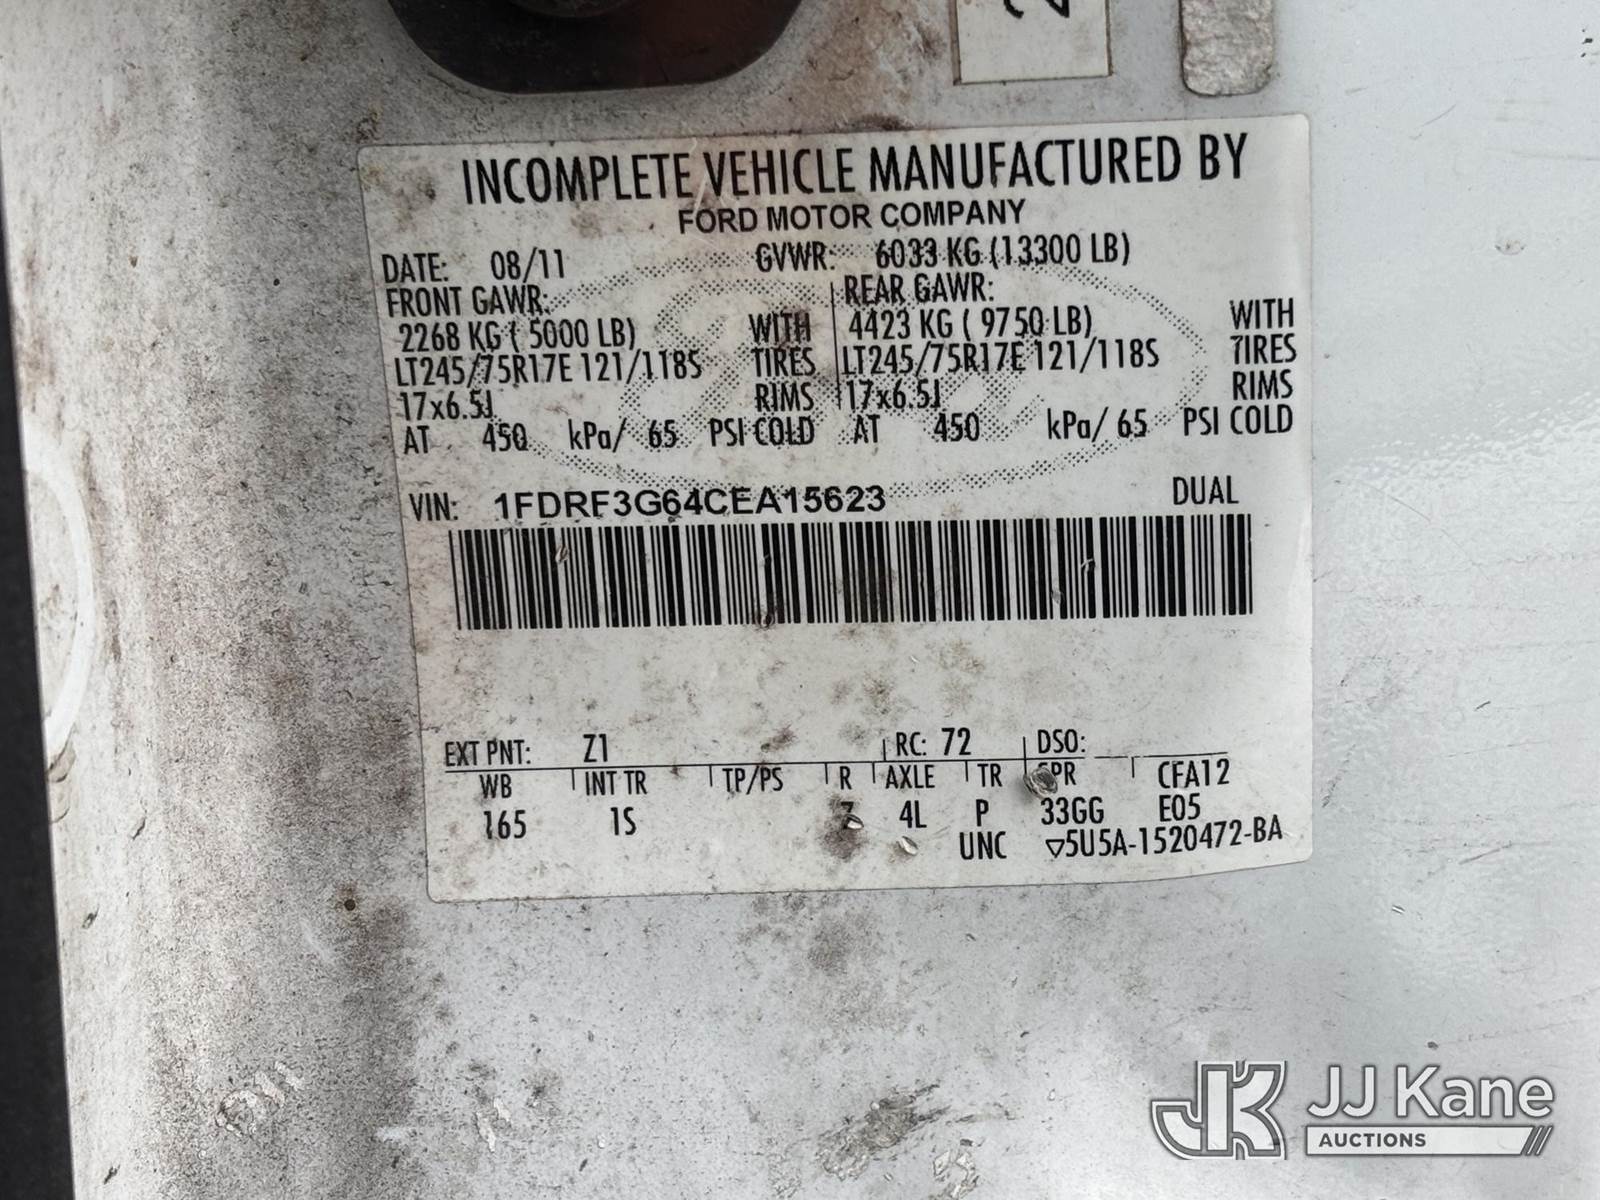 INCOMPLETE VEHICLE MANUFACTURED BY
FORD MOTOR COMPANY
DATE: 08/11 GVWR: 6033 KG (13300 LB)
FRONT GAWR: REAR GAWR:
2268 KG ( 5000 LB) WITH 4423 KG ( 9750 LB) WITH
LT245/75R17E 121/118S TIRES LT245/75R17E 121/118S TIRES
17x6.5J RIMS 17x6.5J RIMS
AT 450 kPa/ 65 PSI COLD AT 450 kPa/ 65 PSI COLD
VIN: 1FDRF3G64CEA15623 DUAL
EXT PNT: Z1 RC: 72 DSO:
WB INT TR TP/PS R AXLE TR SPR CFA12
165 1S 4L P 33GG E05
UNC ▽5U5A-1520472-BA
JJ Kane
AUCTIONS